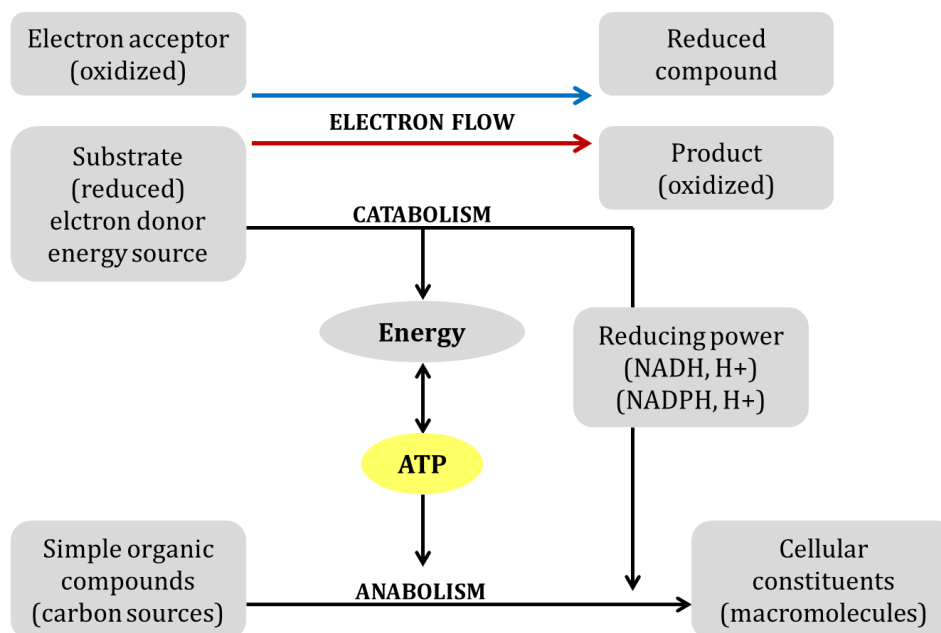 Electron acceptor
(oxidized)
Reduced
compound
ELECTRON FLOW
Substrate
(reduced)
elctron donor
energy source
Product
(oxidized)
CATABOLISM
Energy
Reducing power
(NADH, H+)
(NADPH, H+)
ATP
Simple organic
compounds
(carbon sources)
ANABOLISM
Cellular
constituents
(macromolecules)